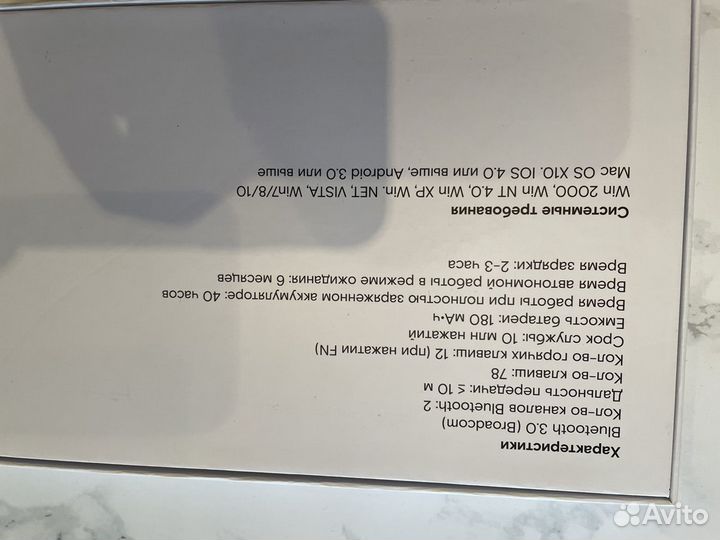 Характеристики
Bluetooth 3.0 (Broadcom)
Кол-во каналов Bluetooth: 2
Дальность передачи: ≤ 10 м
Кол-во клавиш: 78
Кол-во горячих клавиш: 12 (при нажатии FN)
Срок службы: 10 млн нажатий
Емкость батареи: 180 мА•ч
Время работы при полностью заряженном аккумуляторе: 40 часов
Время автономной работы в режиме ожидания: 6 месяцев
Время зарядки: 2-3 часа
Системные требования
Win 2000, Win NT 4.0, Win XP, Win. NET, VISTA, Win7/8/10
Mac OS X10. IOS 4.0 или выше, Android 3.0 или выше
Avito